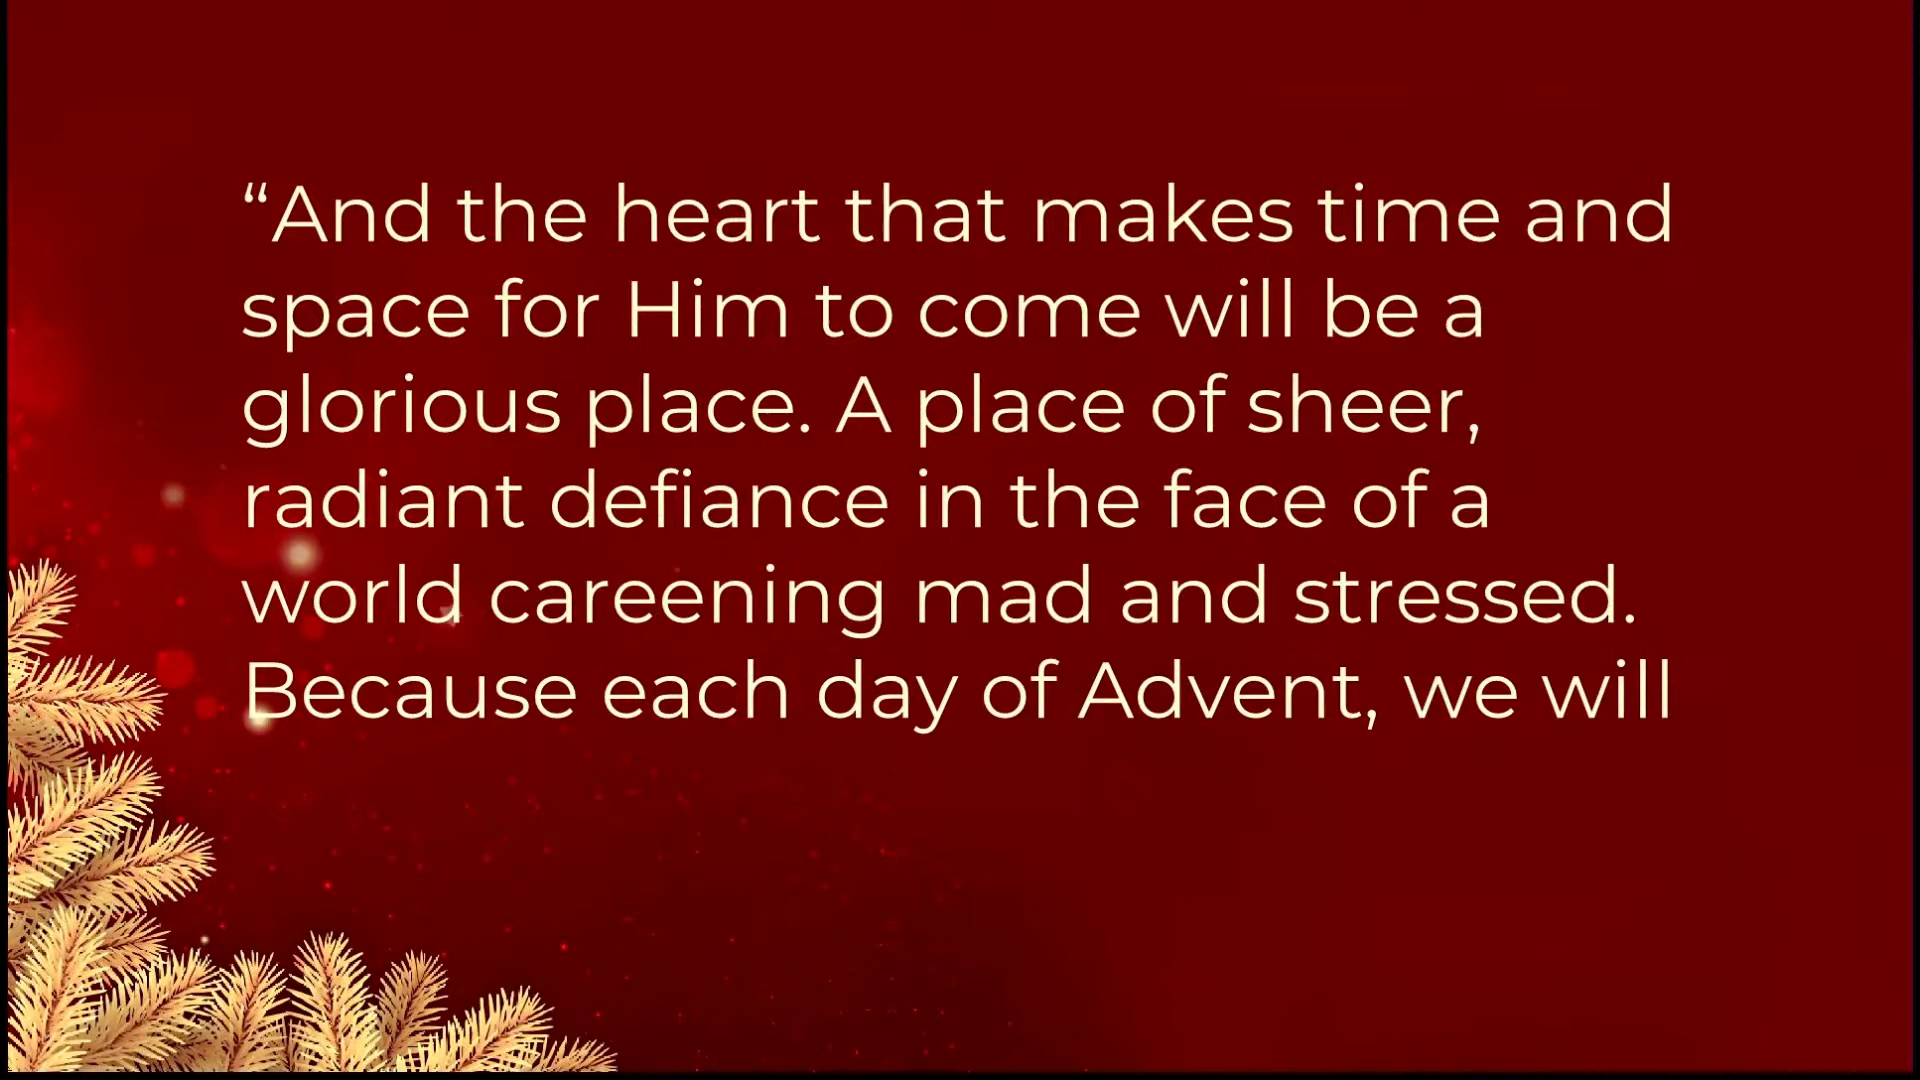 “And the heart that makes time and
space for Him to come will be a
glorious place. A place of sheer,
radiant defiance in the face of a
world careening mad and stressed.
Because each day of Advent, we will